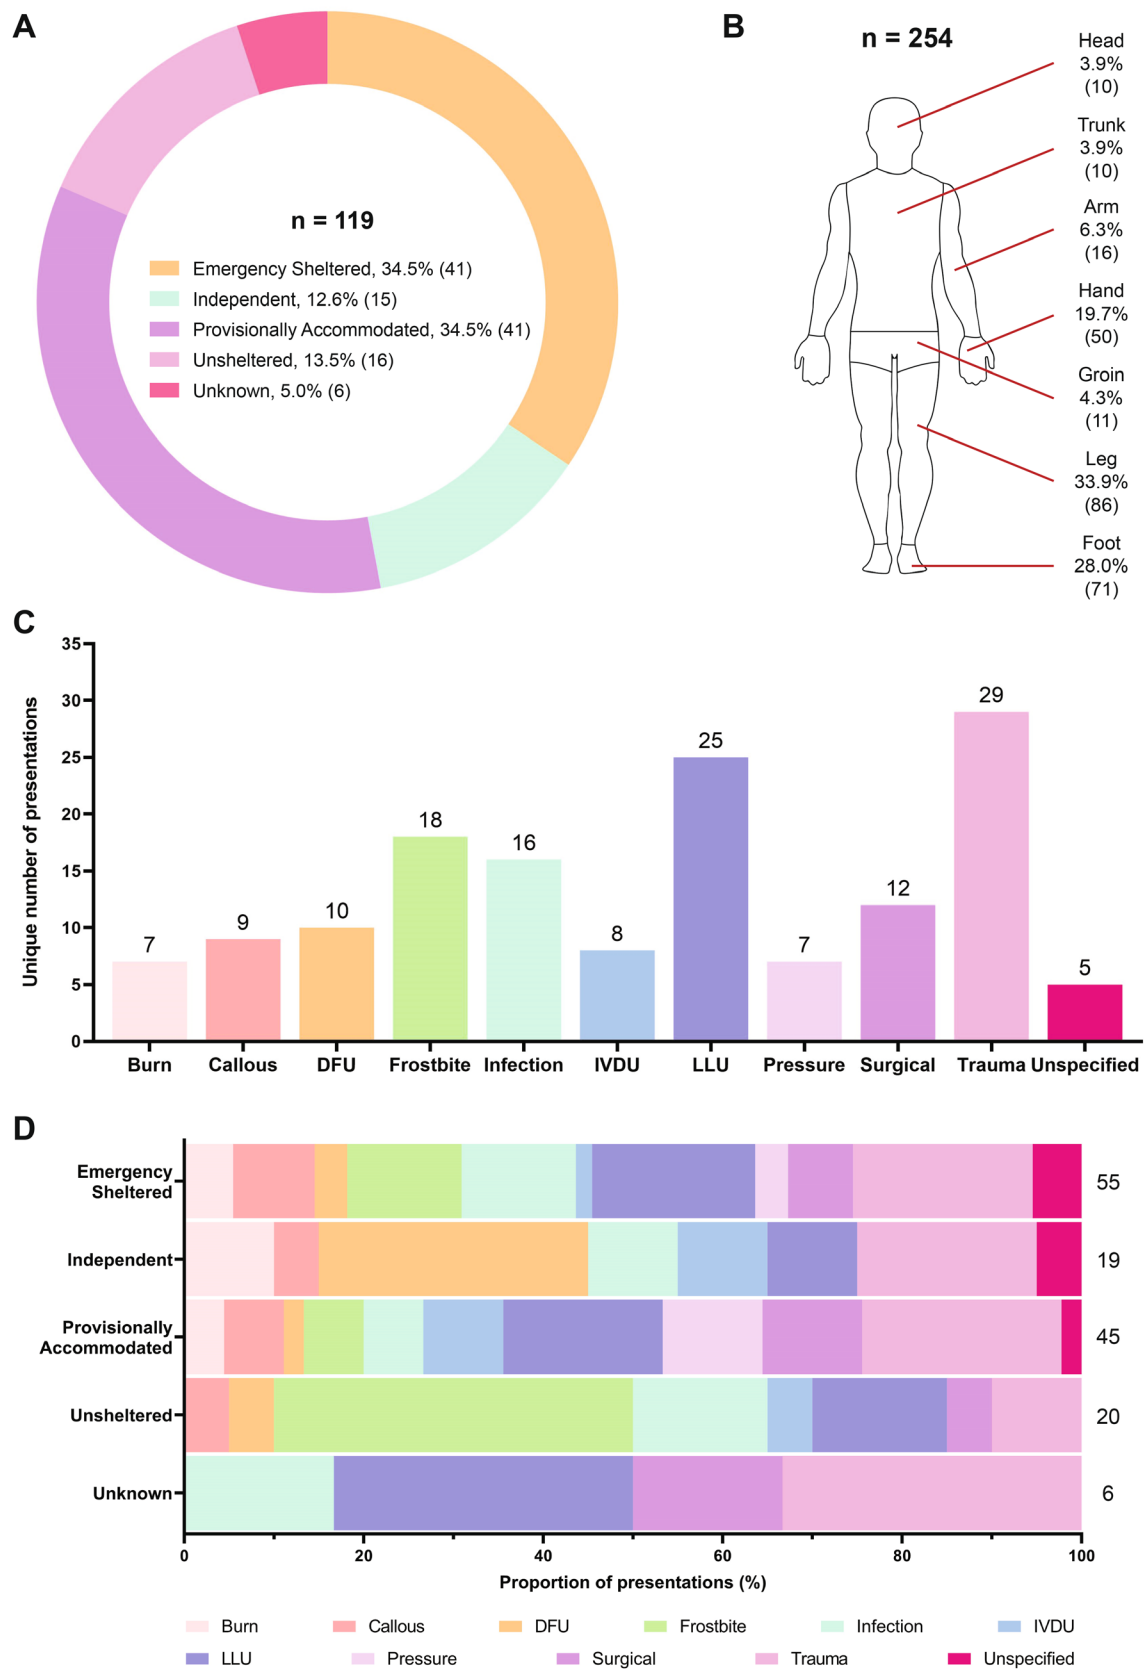 A
n = 119
Emergency Sheltered, 34.5% (41)
Independent, 12.6% (15)
Provisionally Accommodated, 34.5% (41)
Unsheltered, 13.5% (16)
Unknown, 5.0% (6)
B
n = 254
Head
3.9%
(10)
Trunk
3.9%
(10)
Arm
6.3%
(16)
Hand
19.7%
(50)
Groin
4.3%
(11)
Leg
33.9%
(86)
Foot
28.0%
(71)
C
Unique number of presentations
35
30
25
20
15
10
5
0
7
9
10
18
16
8
25
7
12
29
5
Burn Callous DFU Frostbite Infection IVDU LLU Pressure Surgical Trauma Unspecified
D
Emergency
Sheltered
55
Independent
19
Provisionally
Accommodated
45
Unsheltered
20
Unknown
6
0 20 40 60 80 100
Proportion of presentations (%)
Burn Callous DFU Frostbite Infection IVDU
LLU Pressure Surgical Trauma Unspecified